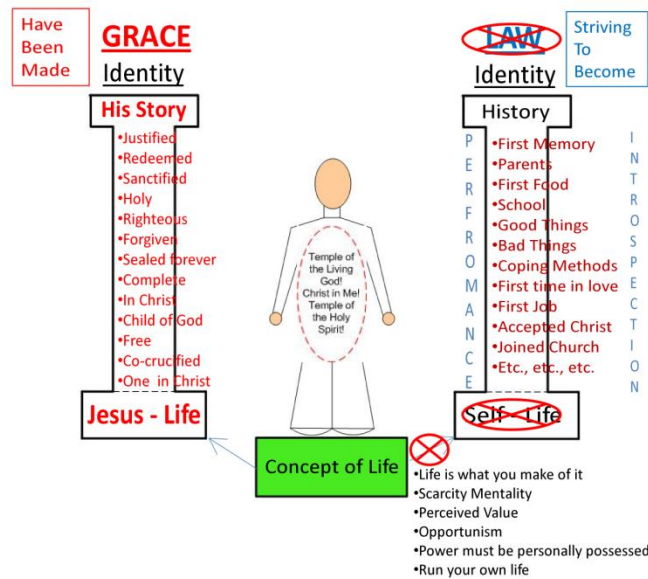 Have
Been
Made
GRACE
Identity
His Story
•Justified
•Redeemed
•Sanctified
•Holy
•Righteous
•Forgiven
•Sealed forever
•Complete
•In Christ
•Child of God
•Free
•Co-crucified
•One in Christ
Jesus - Life
Temple of
the Living
God!
Christ in Me!
Temple of
the Holy
Spirit!
Concept of Life
LAW
Identity
Striving
To
Become
History
PERFROMANCE
•First Memory
•Parents
•First Food
•School
•Good Things
•Bad Things
•Coping Methods
•First time in love
•First Job
•Accepted Christ
•Joined Church
•Etc., etc., etc.
INTROSPECTION
Self - Life
•Life is what you make of it
•Scarcity Mentality
•Perceived Value
•Opportunism
•Power must be personally possessed
•Run your own life